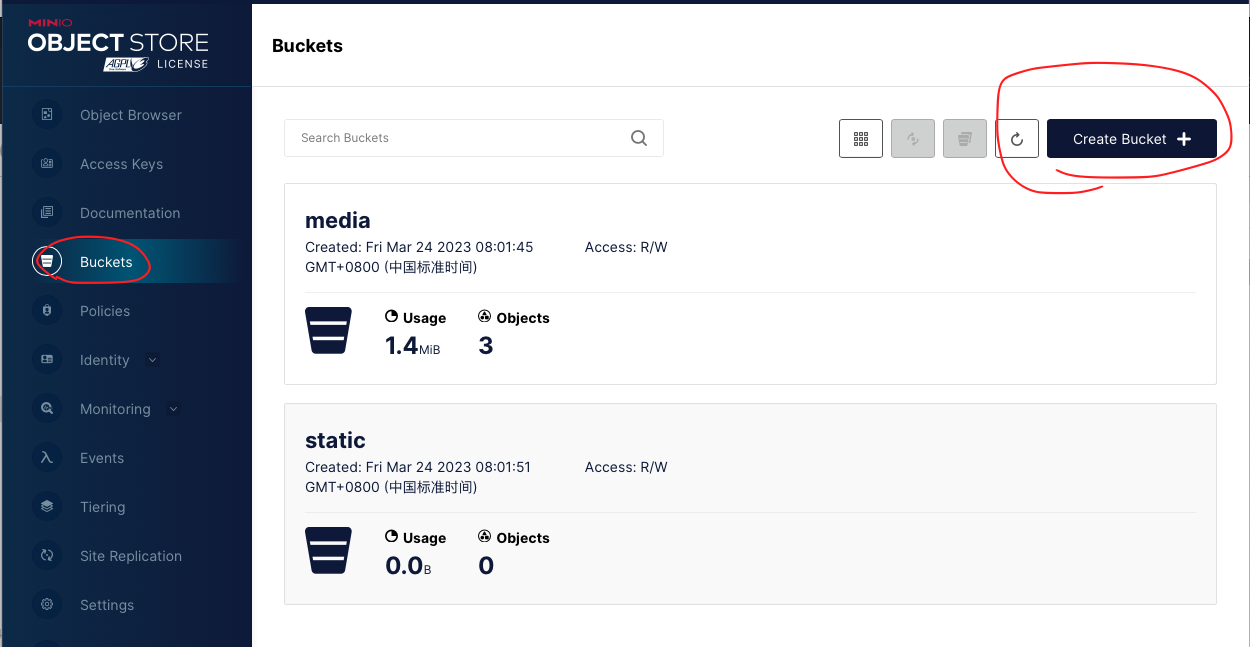 MINIO
OBJECT STORE
AGPL LICENSE
Object Browser
Access Keys
Documentation
Buckets
Policies
Identity
Monitoring
Events
Tiering
Site Replication
Settings
Buckets
Search Buckets
Create Bucket
media
Created: Fri Mar 24 2023 08:01:45 Access: R/W
GMT+0800 (中国标准时间)
Usage Objects
1.4MiB 3
static
Created: Fri Mar 24 2023 08:01:51 Access: R/W
GMT+0800 (中国标准时间)
Usage Objects
0.0B 0